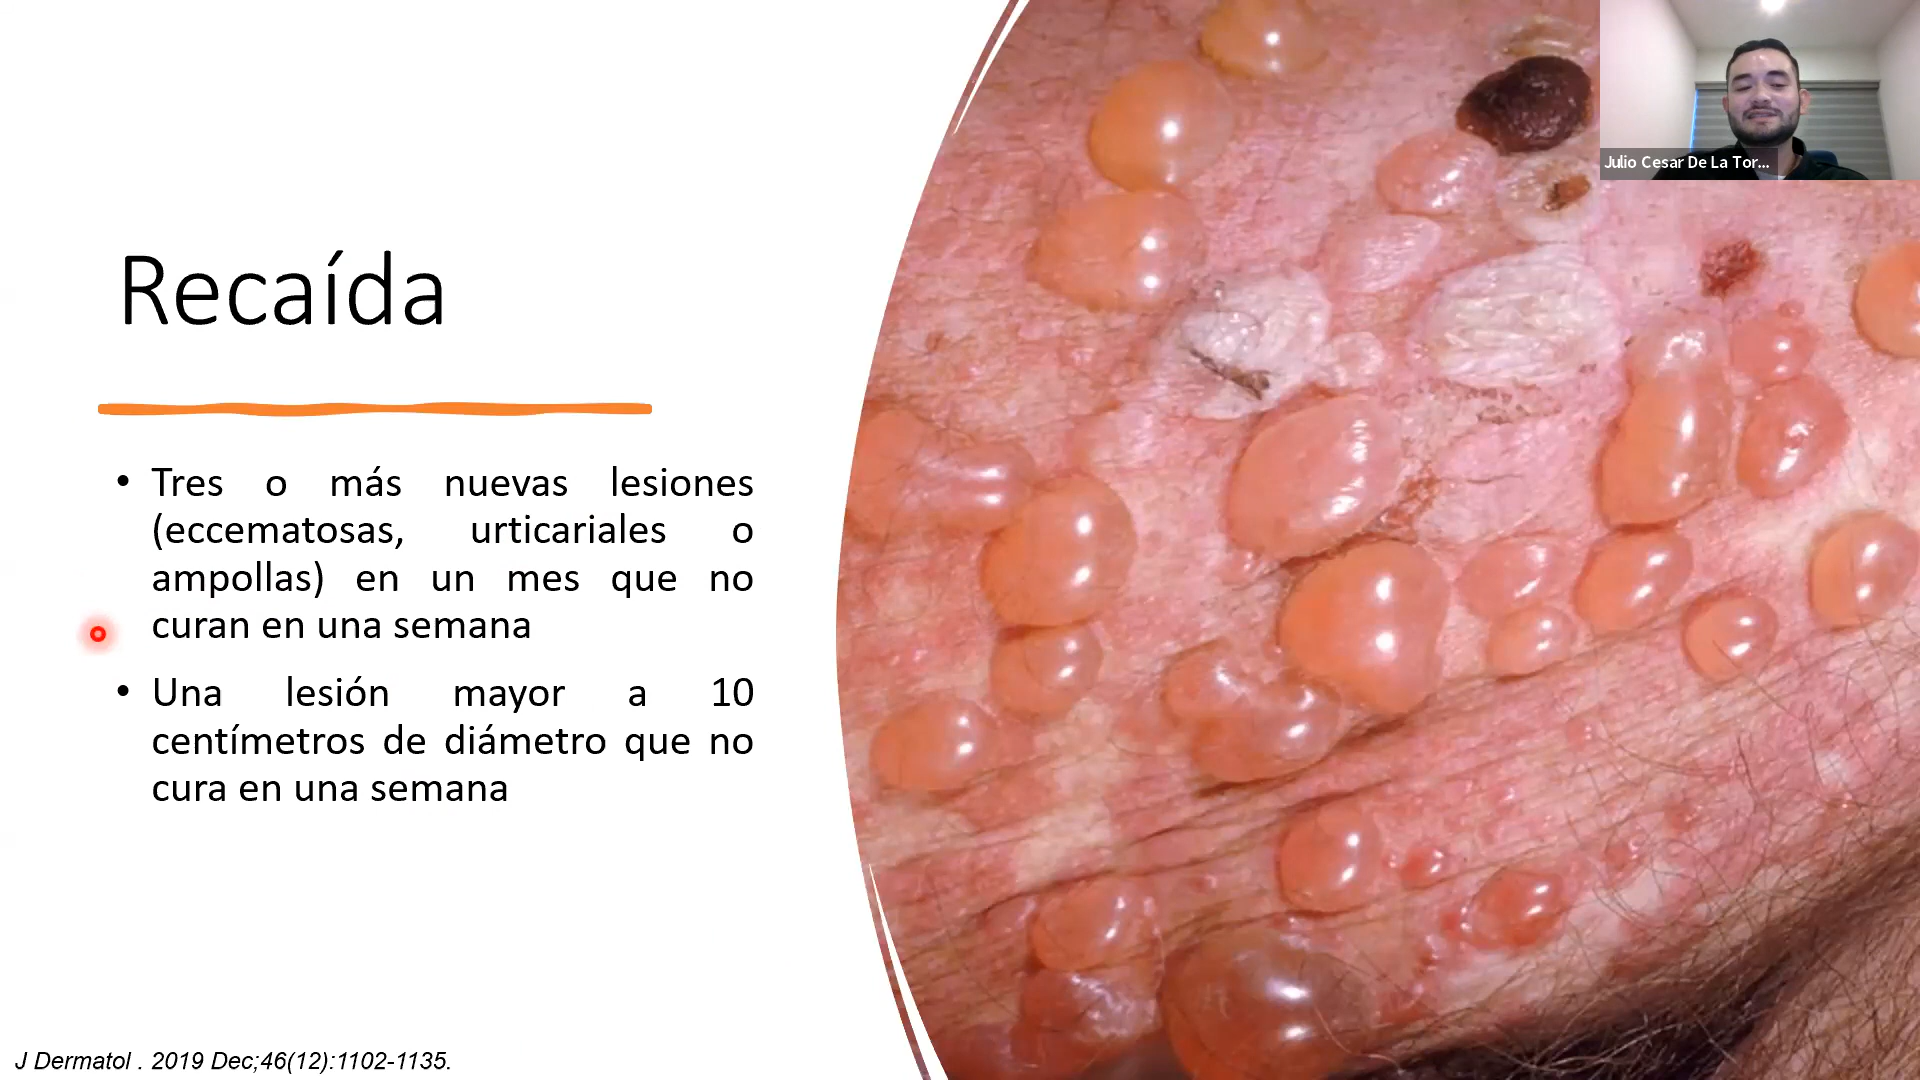 Julio Cesar De La Tor...
Recaída
• Tres o más nuevas lesiones
(eccematosas, urticariales o
ampollas) en un mes que no
curan en una semana
• Una lesión mayor a 10
centímetros de diámetro que no
cura en una semana
J Dermatol . 2019 Dec;46(12):1102-1135.